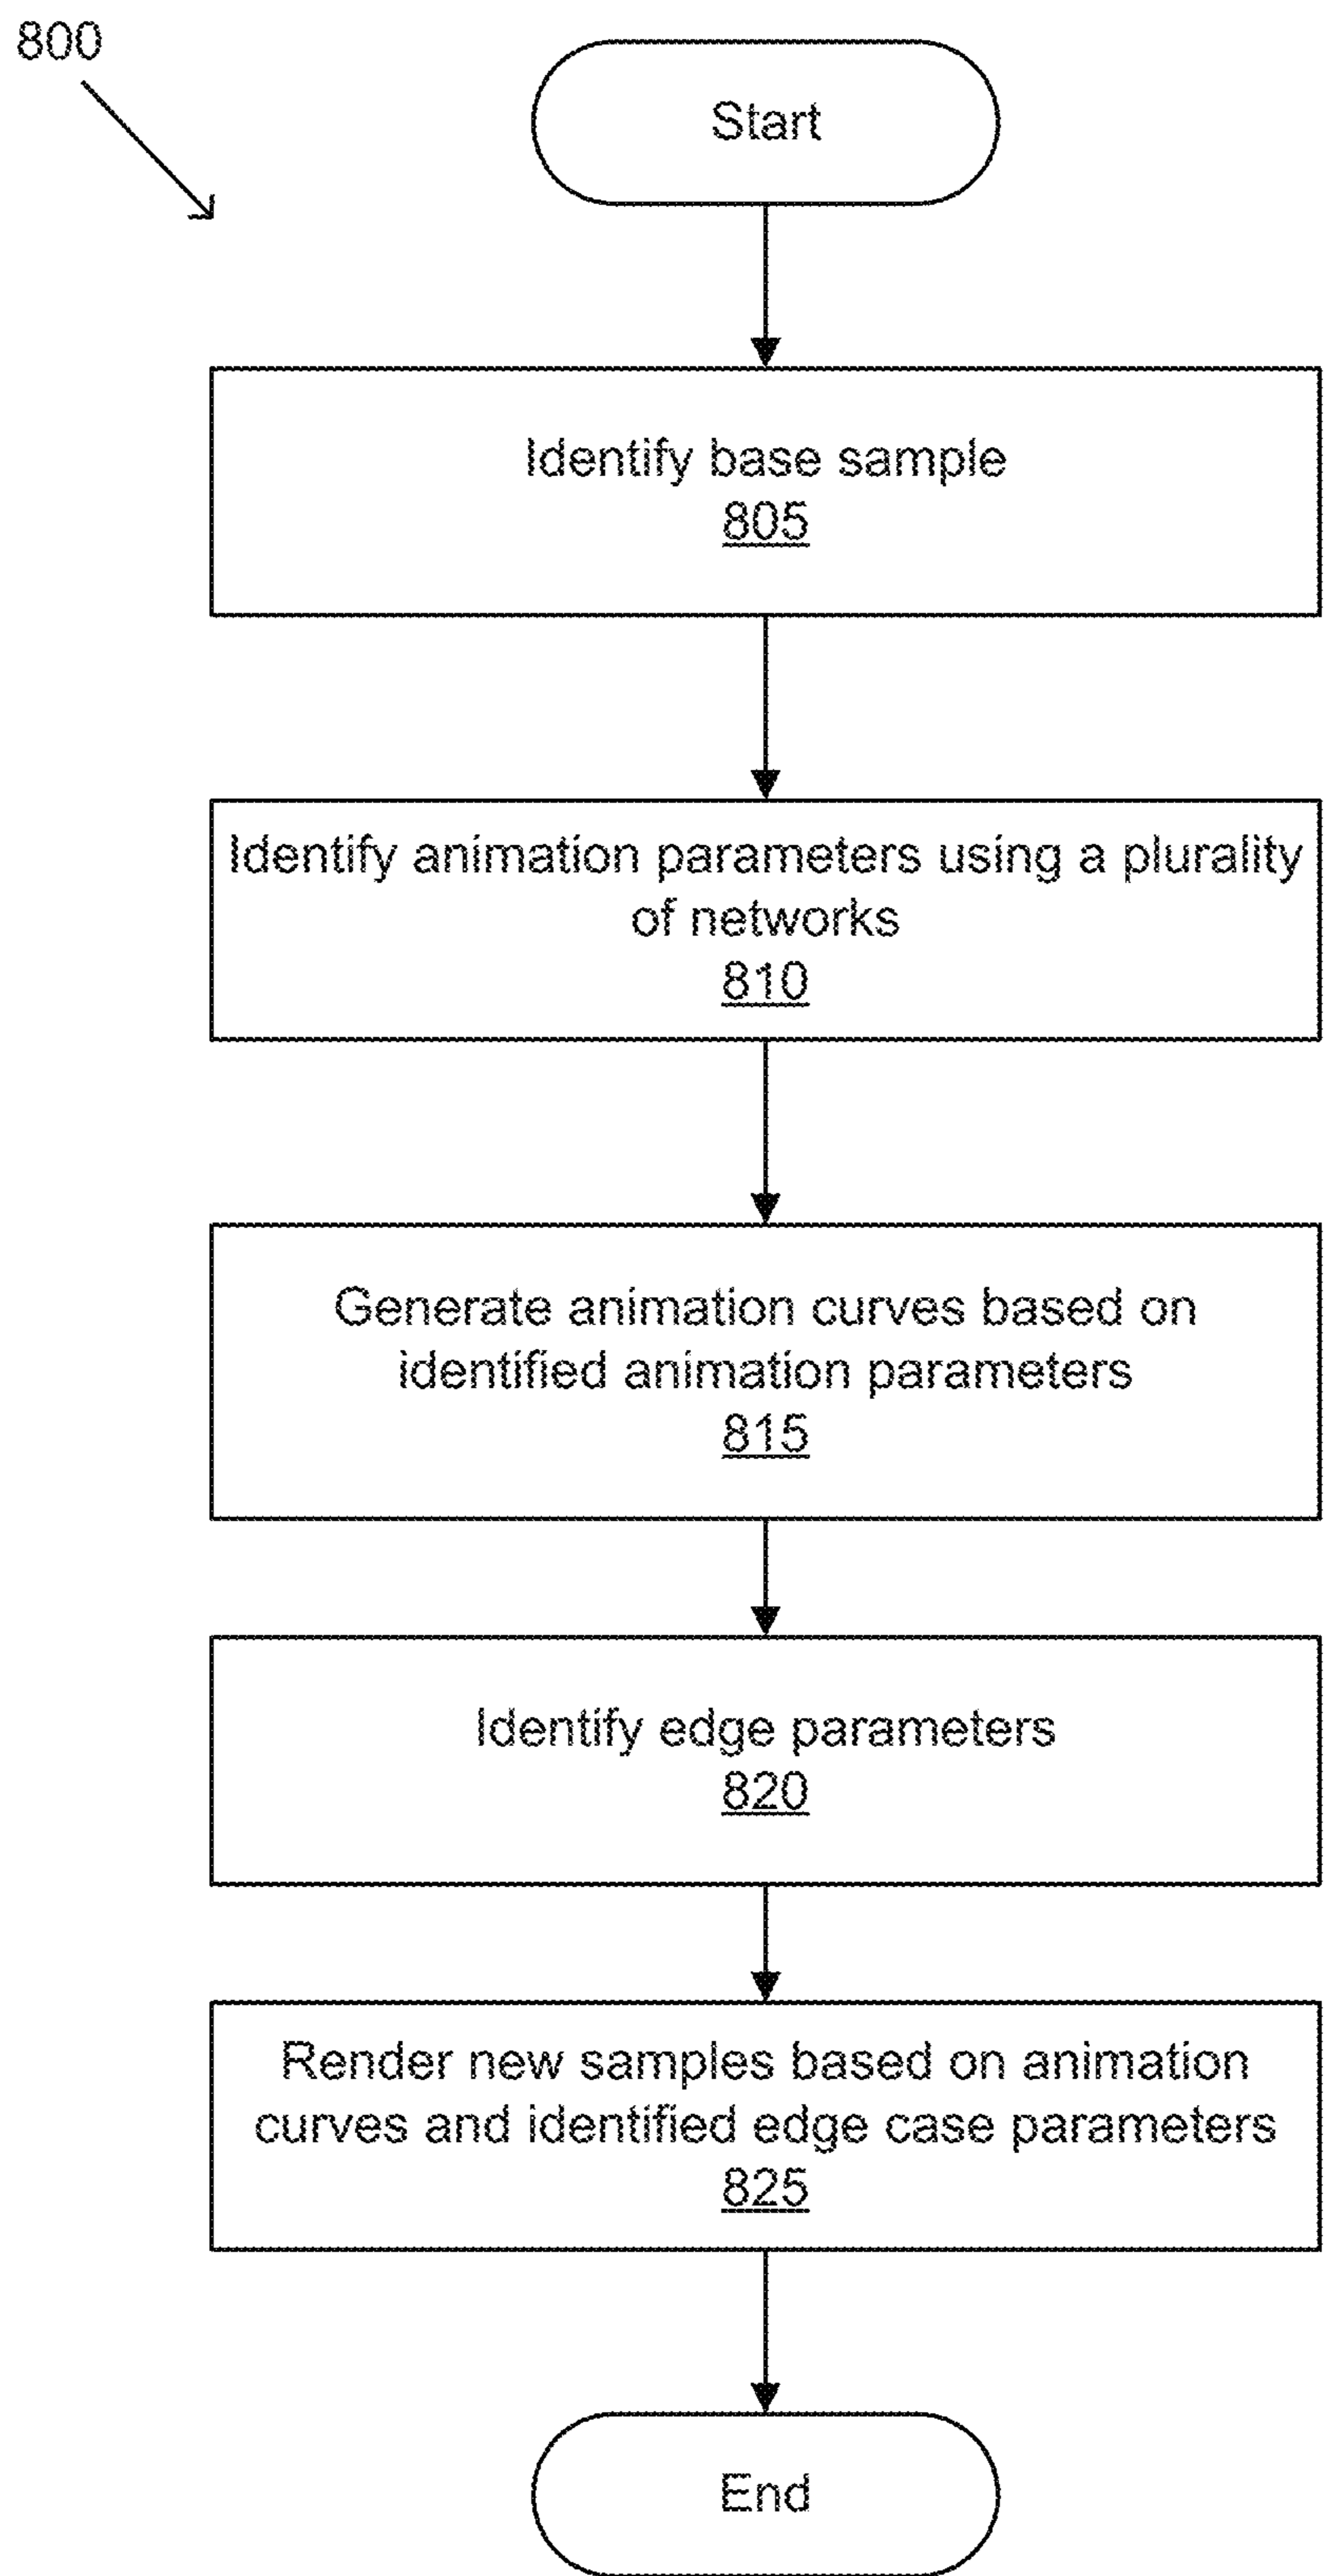 800
Start
Identify base sample
805
Identify animation parameters using a plurality
of networks
810
Generate animation curves based on
identified animation parameters
815
Identify edge parameters
820
Render new samples based on animation
curves and identified edge case parameters
825
End